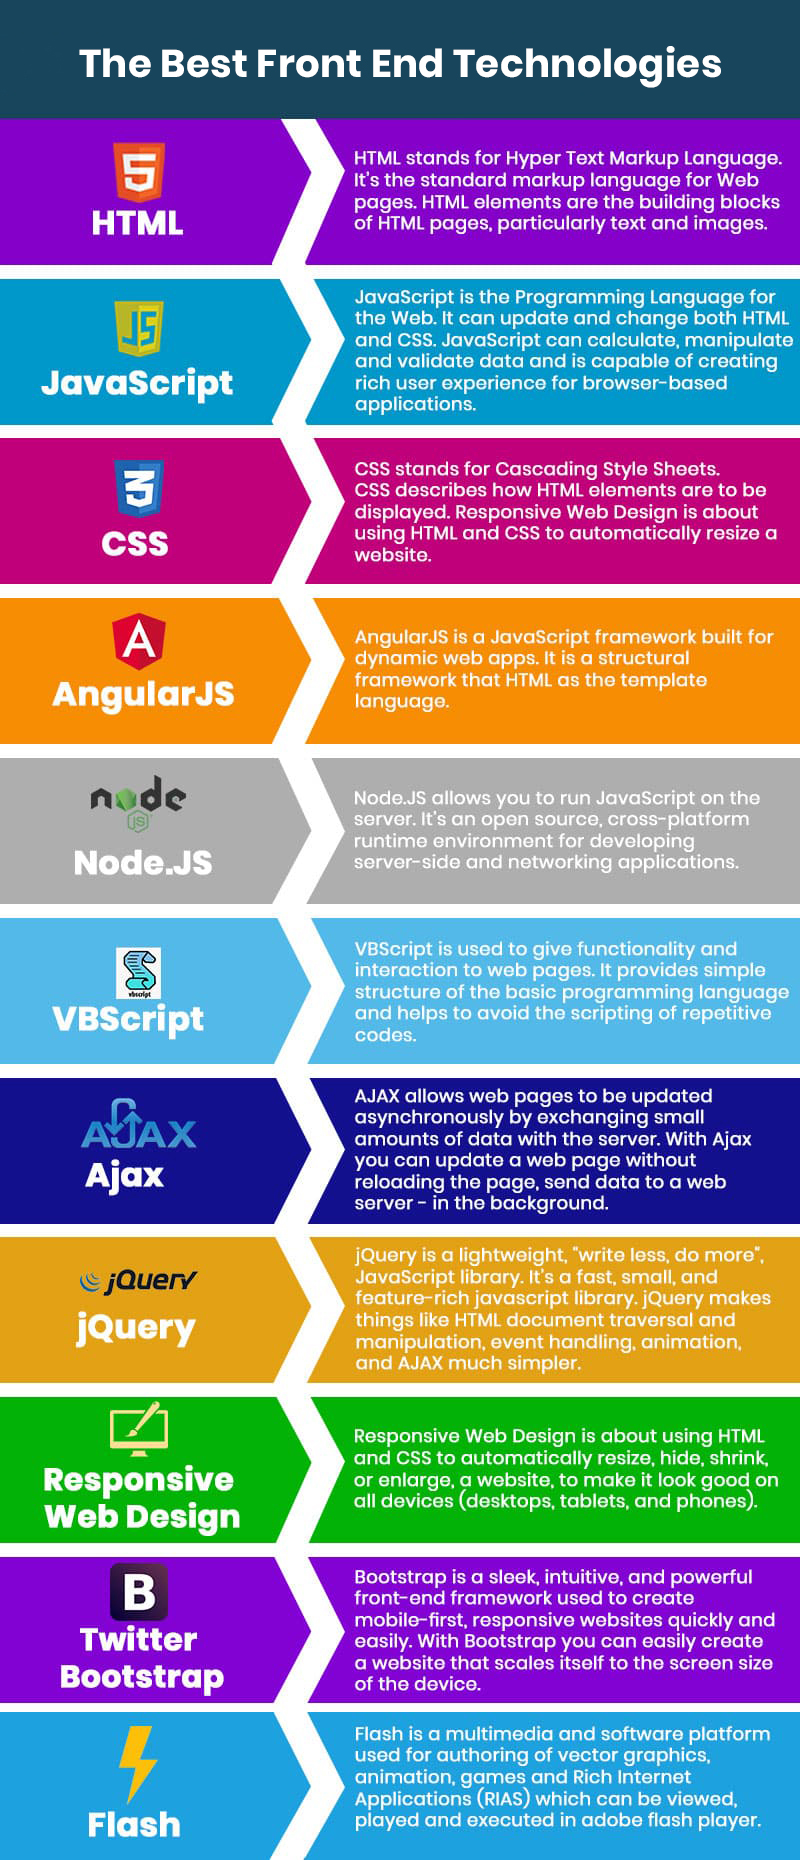 The Best Front End Technologies
5
HTML
HTML stands for Hyper Text Markup Language.
It's the standard markup language for Web
pages. HTML elements are the building blocks
of HTML pages, particularly text and images.
JS
JavaScript
JavaScript is the Programming Language for
the Web. It can update and change both HTML
and CSS. JavaScript can calculate, manipulate
and validate data and is capable of creating
rich user experience for browser-based
applications.
3
CSS
CSS stands for Cascading Style Sheets.
CSS describes how HTML elements are to be
displayed. Responsive Web Design is about
using HTML and CSS to automatically resize a
website.
A
AngularJS
AngularJS is a JavaScript framework built for
dynamic web apps. It is a structural
framework that HTML as the template
language.
node
JS
Node.JS
Node.JS allows you to run JavaScript on the
server. It's an open source, cross-platform
runtime environment for developing
server-side and networking applications.
vbscript
VBScript
VBScript is used to give functionality and
interaction to web pages. It provides simple
structure of the basic programming language
and helps to avoid the scripting of repetitive
codes.
AJAX
Ajax
AJAX allows web pages to be updated
asynchronously by exchanging small
amounts of data with the server. With Ajax
you can update a web page without
reloading the page, send data to a web
server - in the background.
jQuery
jQuery
jQuery is a lightweight, "write less, do more",
JavaScript library. It's a fast, small, and
feature-rich javascript library. jQuery makes
things like HTML document traversal and
manipulation, event handling, animation,
and AJAX much simpler.
Responsive
Web Design
Responsive Web Design is about using HTML
and CSS to automatically resize, hide, shrink,
or enlarge, a website, to make it look good on
all devices (desktops, tablets, and phones).
B
Twitter
Bootstrap
Bootstrap is a sleek, intuitive, and powerful
front-end framework used to create
mobile-first, responsive websites quickly and
easily. With Bootstrap you can easily create
a website that scales itself to the screen size
of the device.
Flash
Flash is a multimedia and software platform
used for authoring of vector graphics,
animation, games and Rich Internet
Applications (RIAS) which can be viewed,
played and executed in adobe flash player.